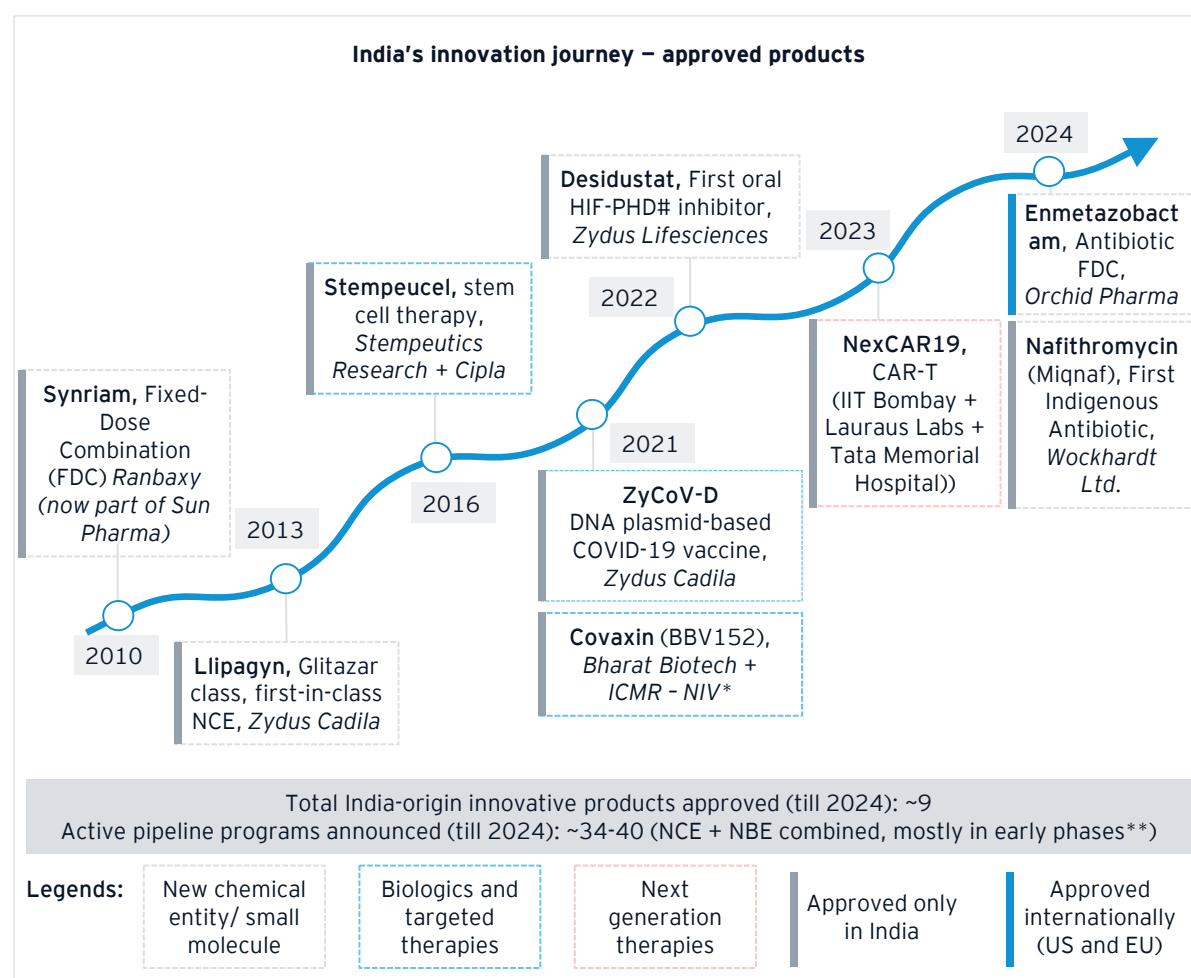 India's innovation journey – approved products
2010
Synriam, Fixed-
Dose
Combination
(FDC) Ranbaxy
(now part of Sun
Pharma)
2013
Llipagyn, Glitazar
class, first-in-class
NCE, Zydus Cadila
2016
Stempeucel, stem
cell therapy,
Stempeutics
Research + Cipla
2021
ZyCoV-D
DNA plasmid-based
COVID-19 vaccine,
Zydus Cadila
Covaxin (BBV152),
Bharat Biotech +
ICMR – NIV*
2022
Desidustat, First oral
HIF-PHD# inhibitor,
Zydus Lifesciences
2023
NexCAR19,
CAR-T
(IIT Bombay +
Lauraus Labs +
Tata Memorial
Hospital))
2024
Enmetazobact
am, Antibiotic
FDC,
Orchid Pharma
Nafithromycin
(Miqnaf), First
Indigenous
Antibiotic,
Wockhardt
Ltd.
Total India-origin innovative products approved (till 2024): ~9
Active pipeline programs announced (till 2024): ~34-40 (NCE + NBE combined, mostly in early phases**)
Legends:
New chemical
entity/ small
molecule
Biologics and
targeted
therapies
Next
generation
therapies
Approved only
in India
Approved
internationally
(US and EU)